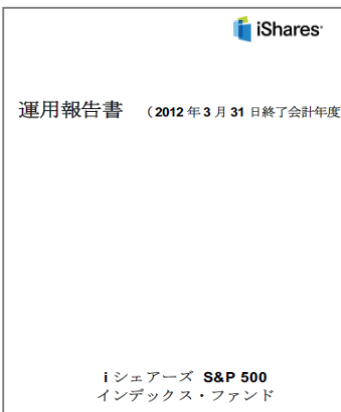 iShares®
運用報告書 （2012 年 3 月 31 日終了会計年度
i シェアーズ S&P 500
インデックス・ファンド